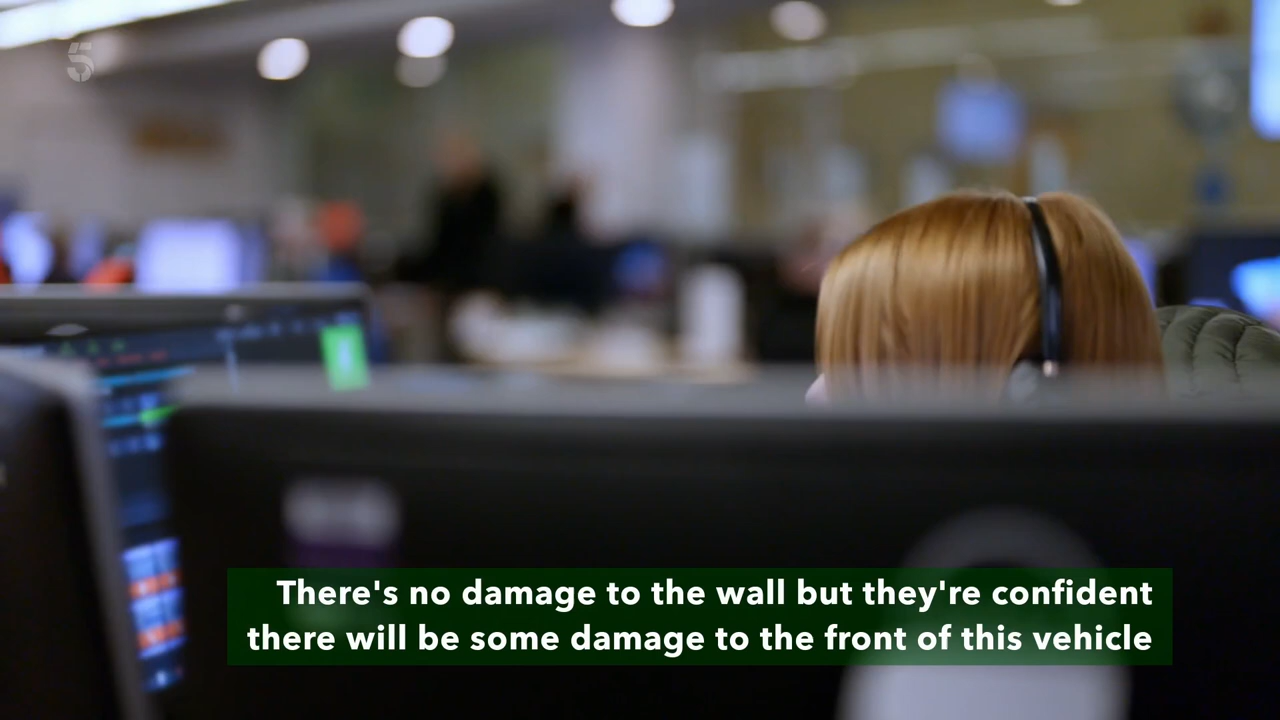 5
There's no damage to the wall but they're confident
there will be some damage to the front of this vehicle